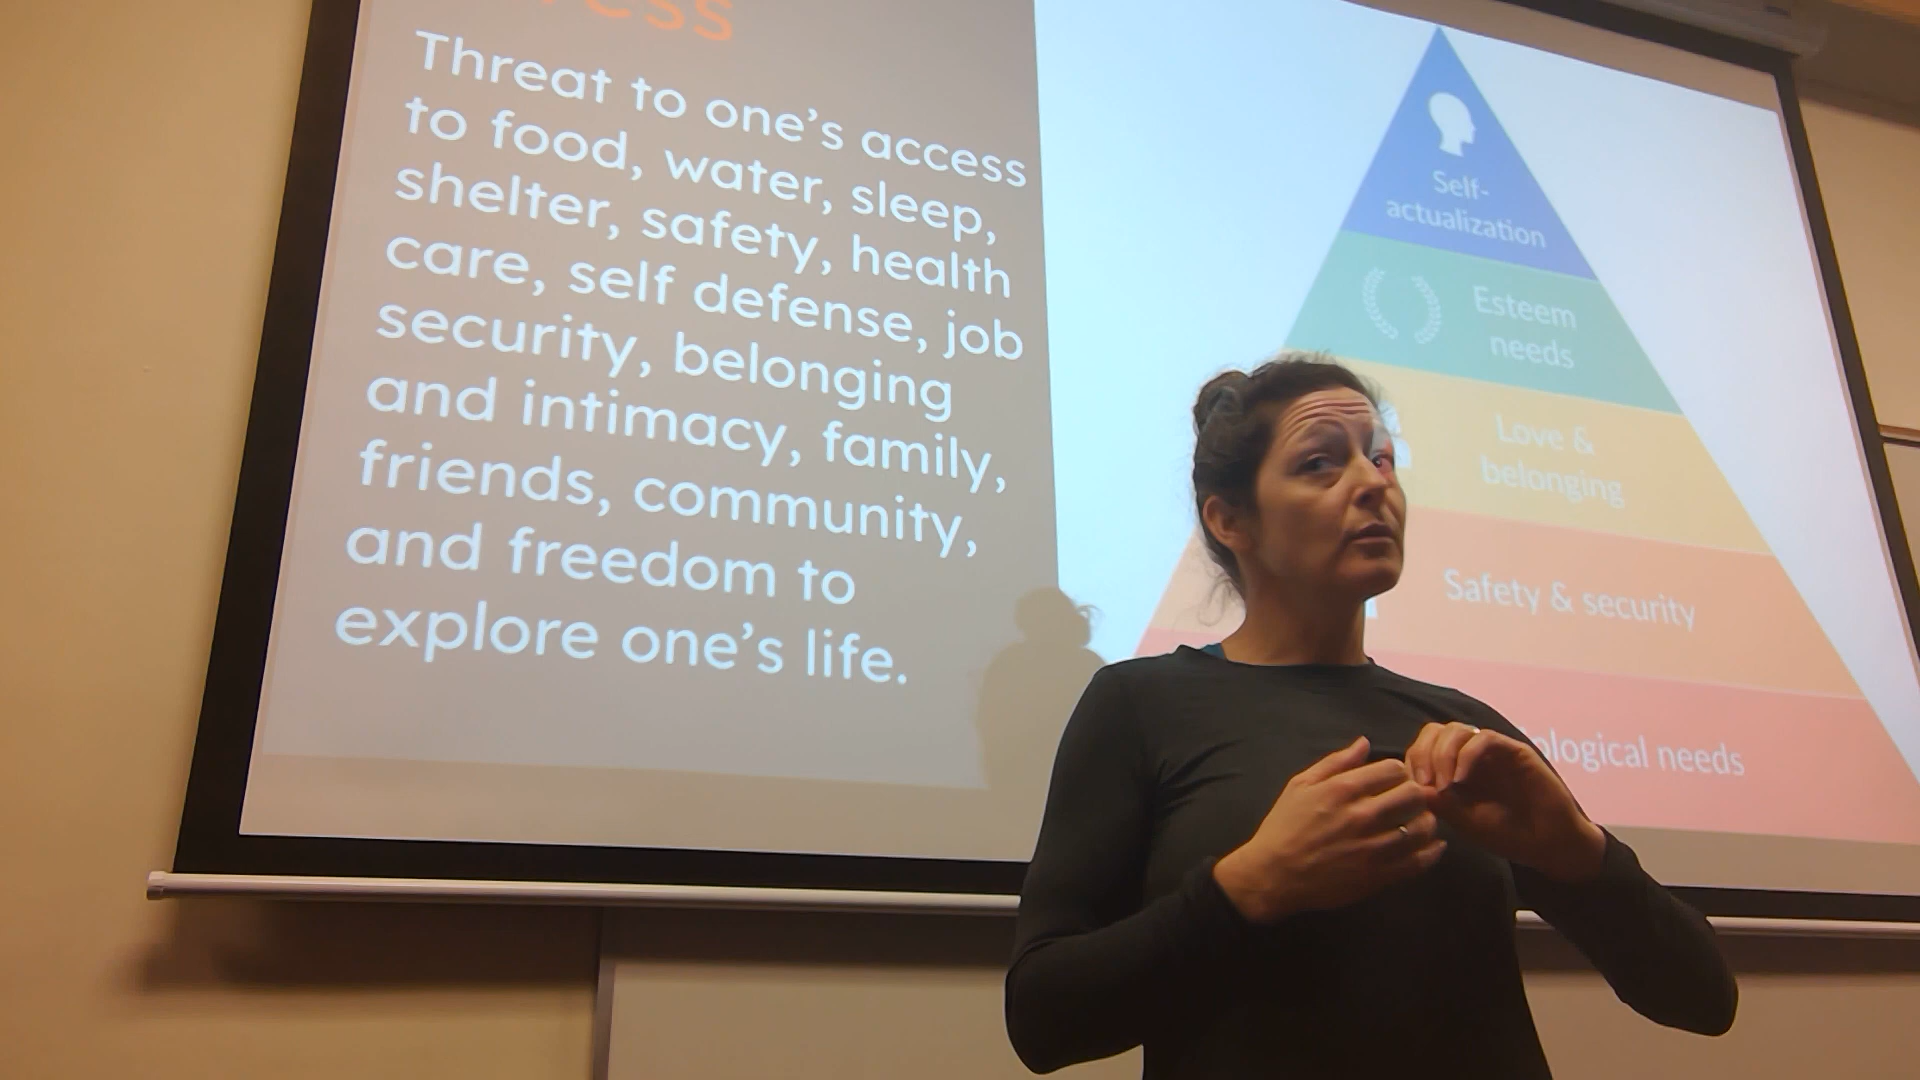 Threat to one's access
to food, water, sleep,
shelter, safety, health
care, self defense, job
security, belonging
and intimacy, family,
friends, community,
and freedom to
explore one's life.
Self-
actualization
Esteem
needs
Love &
belonging
Safety & security
needs